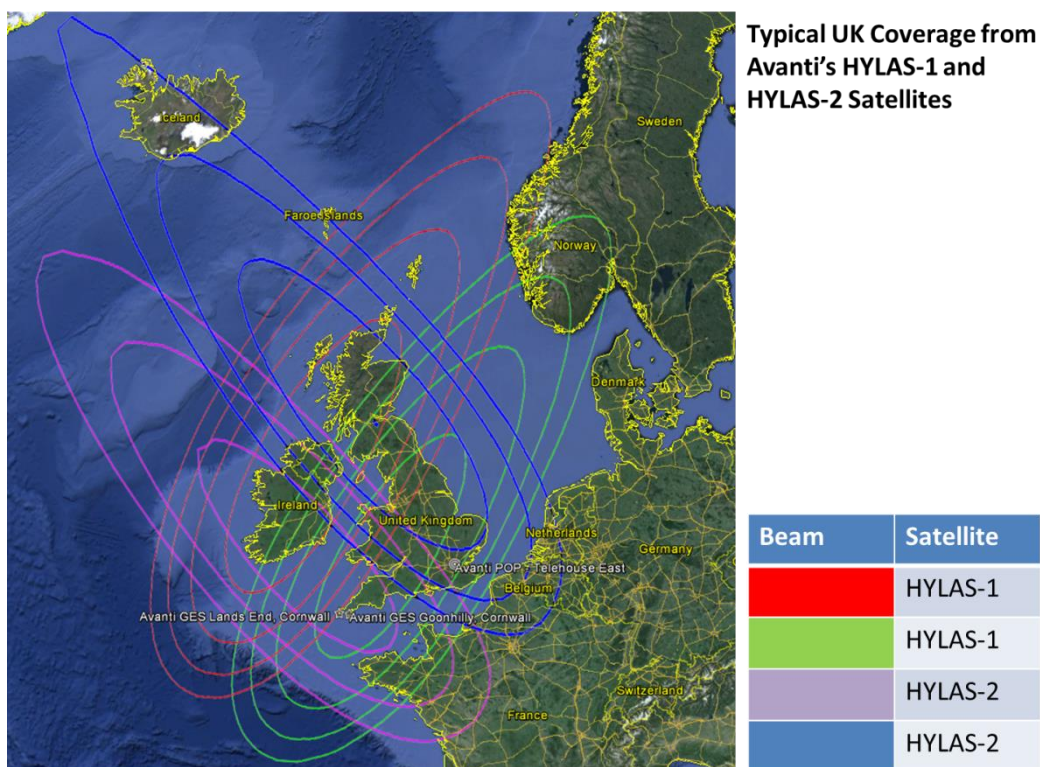 Typical UK Coverage from
Avanti's HYLAS-1 and
HYLAS-2 Satellites
Iceland
Sweden
Faroe Islands
Norway
Denmark
Ireland
United Kingdom
Netherlands
Germany
Avanti POP - Telehouse East
Belgium
Avanti GES Lands End, Cornwall
Avanti GES Goonhilly, Cornwall
Switzerland
France
Beam Satellite
HYLAS-1
HYLAS-1
HYLAS-2
HYLAS-2